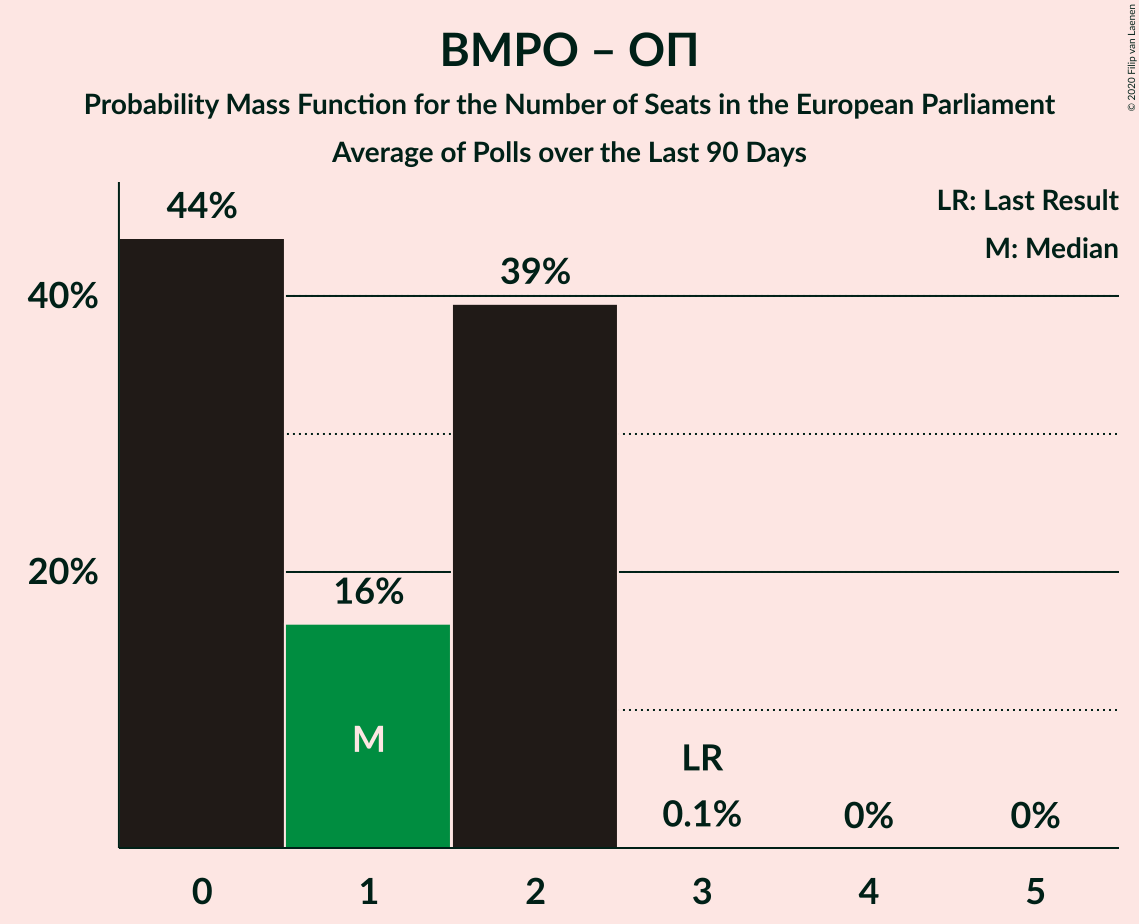 ВМРО – ОП
Probability Mass Function for the Number of Seats in the European Parliament
Average of Polls over the Last 90 Days
© 2020 Filip van Laenen
LR: Last Result
M: Median
44%
39%
40%
20%
16%
M
LR
0.1%
0%
0%
0
1
2
3
4
5